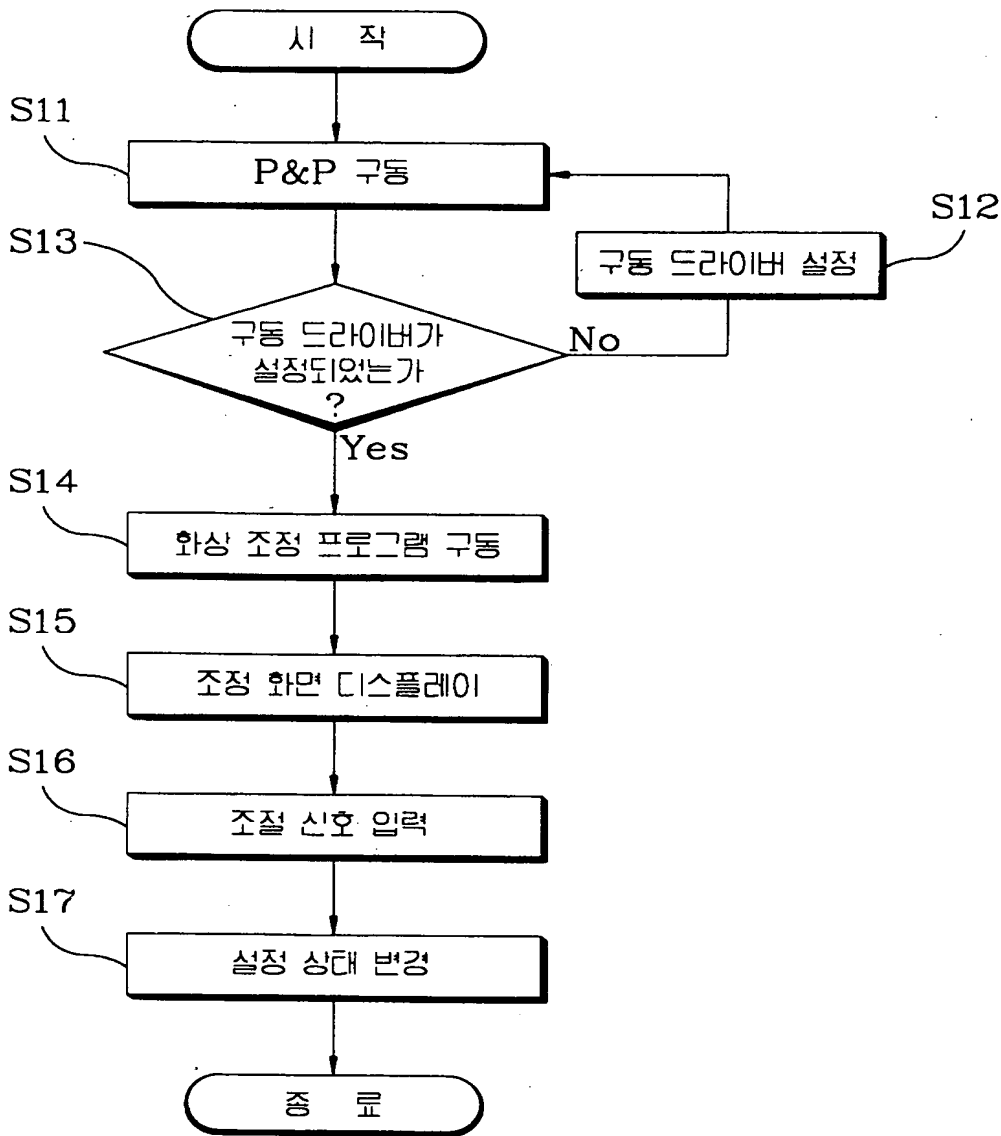 시 작
S11
P&P 구동
S12
구동 드라이버 설정
S13
구동 드라이버가
설정되었는가
?
No
Yes
S14
화상 조정 프로그램 구동
S15
조정 화면 디스플레이
S16
조절 신호 입력
S17
설정 상태 변경
종 료